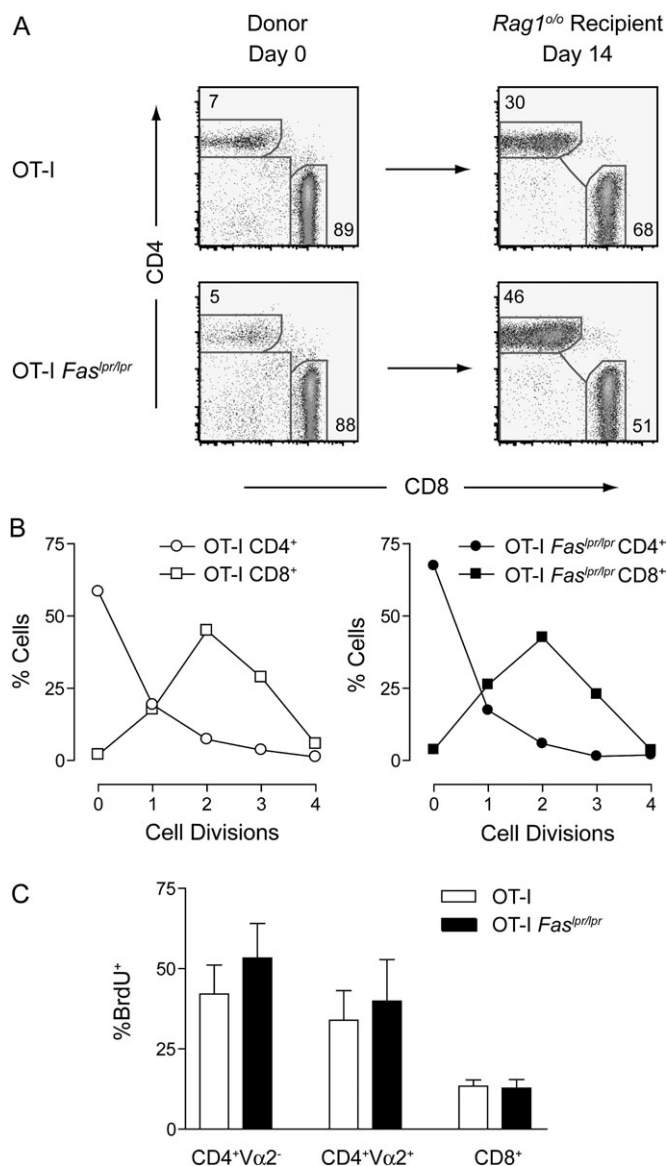 A
Donor
Day 0
Rag1o/o Recipient
Day 14
OT-I
7
89
30
68
CD4
OT-I Faslpr/lpr
5
88
46
51
CD8
B
OT-I CD4+
OT-I CD8+
% Cells
75
50
25
0
0 1 2 3 4
Cell Divisions
OT-I Faslpr/lpr CD4+
OT-I Faslpr/lpr CD8+
% Cells
75
50
25
0
0 1 2 3 4
Cell Divisions
C
OT-I
OT-I Faslpr/lpr
%BrdU+
75
50
25
0
CD4+Vα2- CD4+Vα2+ CD8+